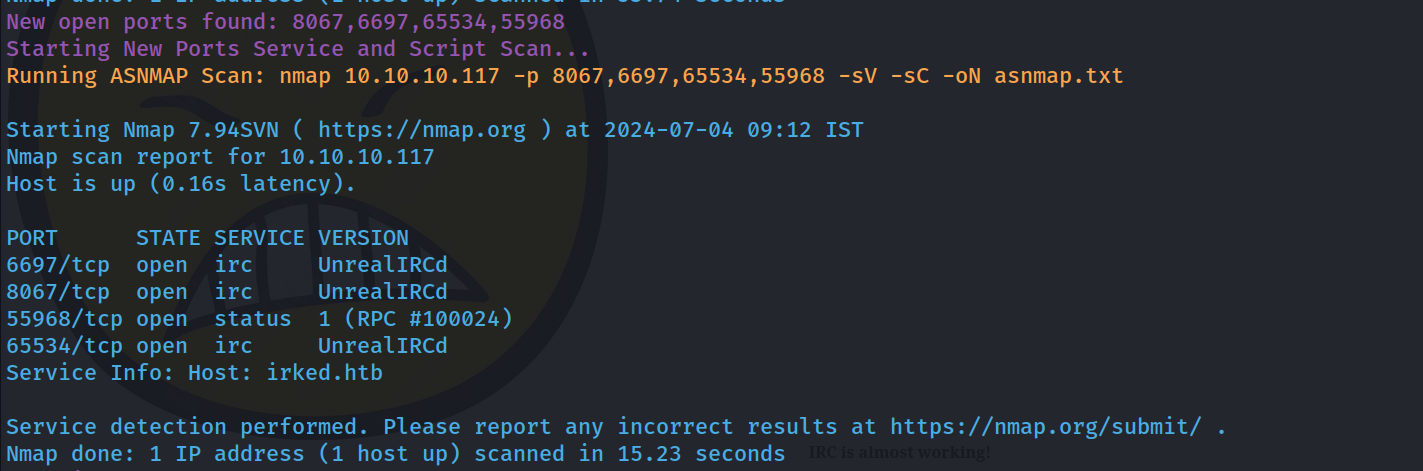 Nmap done: 1 IP address (1 host up) scanned in 65.74 seconds
New open ports found: 8067,6697,65534,55968
Starting New Ports Service and Script Scan...
Running ASNMAP Scan: nmap 10.10.10.117 -p 8067,6697,65534,55968 -sV -sC -oN asnmap.txt
Starting Nmap 7.94SVN ( https://nmap.org ) at 2024-07-04 09:12 IST
Nmap scan report for 10.10.10.117
Host is up (0.16s latency).
PORT      STATE SERVICE VERSION
6697/tcp  open  irc     UnrealIRCd
8067/tcp  open  irc     UnrealIRCd
55968/tcp open  status  1 (RPC #100024)
65534/tcp open  irc     UnrealIRCd
Service Info: Host: irked.htb
Service detection performed. Please report any incorrect results at https://nmap.org/submit/ .
Nmap done: 1 IP address (1 host up) scanned in 15.23 seconds
IRC is almost working!